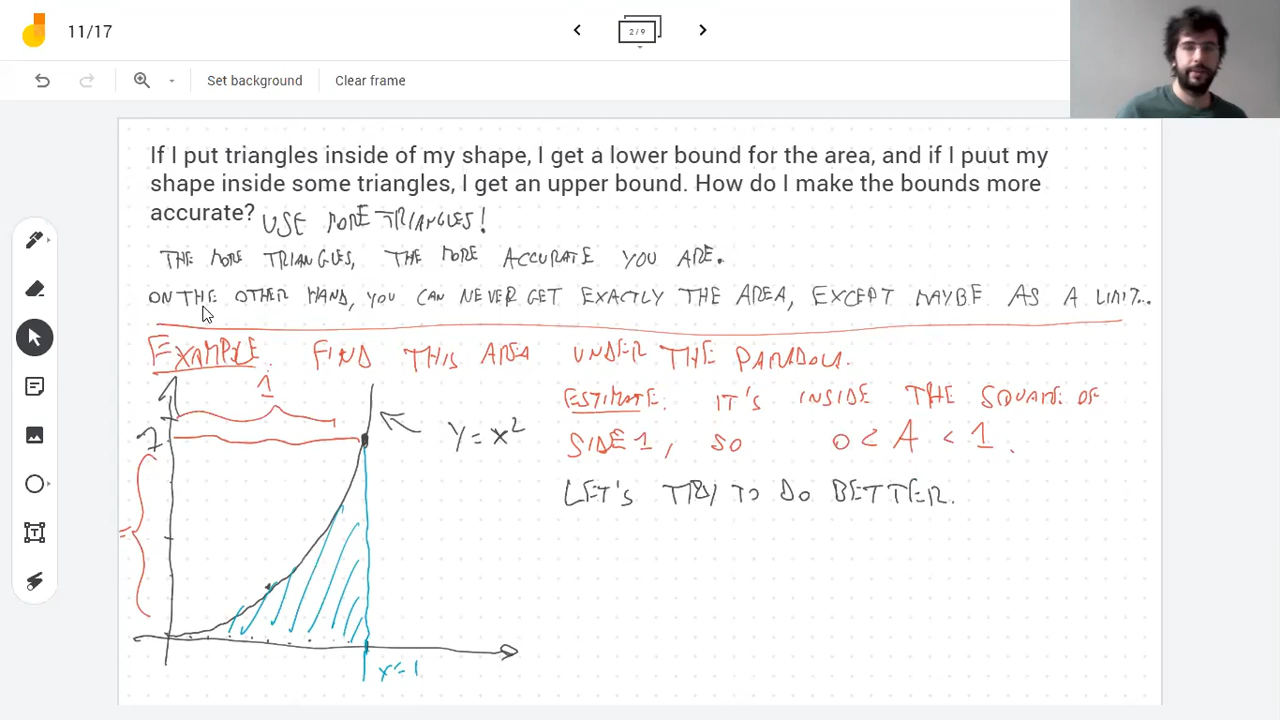 11/17
2/9
Set background
Clear frame
If I put triangles inside of my shape, I get a lower bound for the area, and if I puut my
shape inside some triangles, I get an upper bound. How do I make the bounds more
accurate? USE MORE TRIANGLES!
THE MORE TRIANGLES, THE MORE ACCURATE YOU ARE.
ON THE OTHER HAND, YOU CAN NEVER GET EXACTLY THE AREA, EXCEPT MAYBE AS A LIMIT...
EXAMPLE. FIND THIS AREA UNDER THE PARABOLA.
1
ESTIMATE. IT'S INSIDE THE SQUARE OF
y = x²
SIDE 1, SO 0 < A < 1.
LET'S TRY TO DO BETTER.
x=1